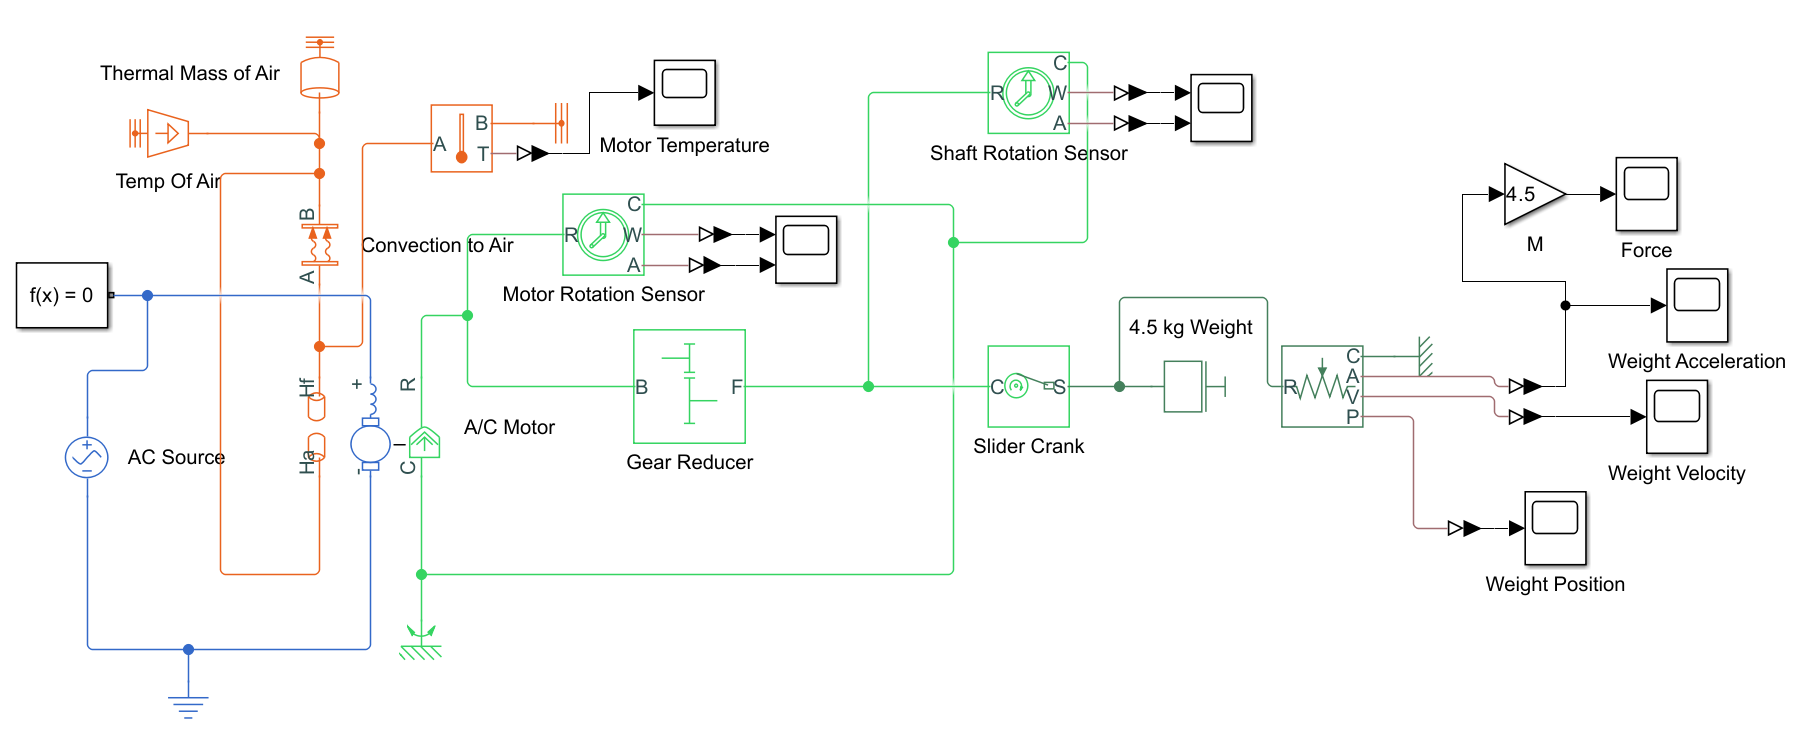 Thermal Mass of Air
Temp Of Air
B
A
Convection to Air
A
B
T
Motor Temperature
R
C
W
A
Motor Rotation Sensor
R
C
W
A
Shaft Rotation Sensor
f(x) = 0
AC Source
Hf
Ha
+
-
R
C
A/C Motor
B
F
Gear Reducer
C
S
Slider Crank
4.5 kg Weight
R
C
A
V
P
4.5
M
Force
Weight Acceleration
Weight Velocity
Weight Position